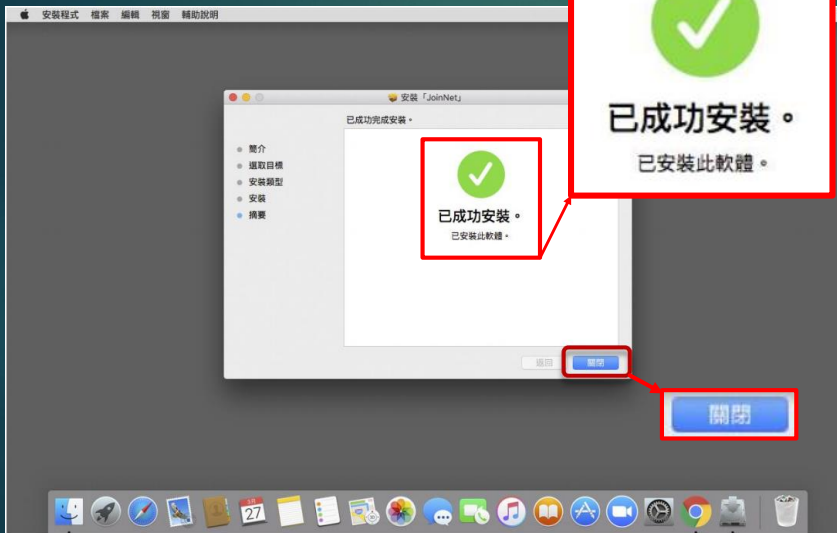 安裝程式 檔案 編輯 視窗 輔助說明
安裝「JoinNet」
已成功完成安裝。
簡介
選取目標
安裝類型
安裝
摘要
已成功安裝。
已安裝此軟體。
返回 關閉
已成功安裝。
已安裝此軟體。
關閉
27